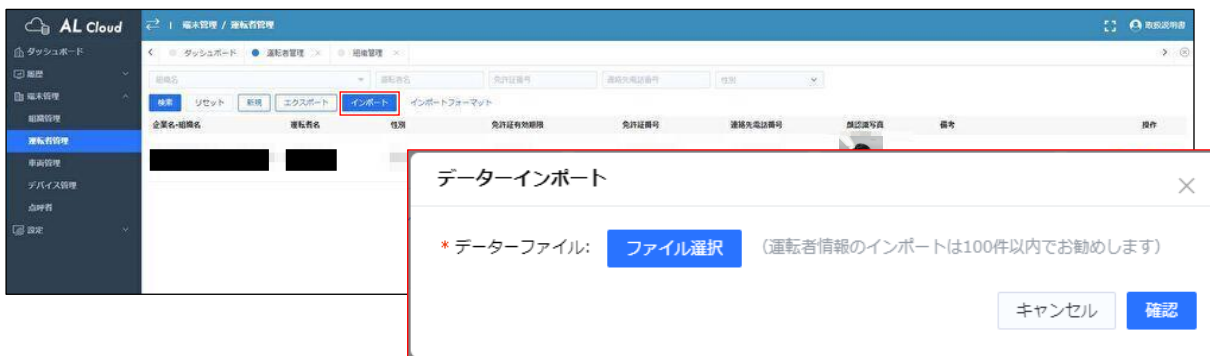 AL Cloud
端末管理 / 運転者管理
取扱説明書
ダッシュボード
ダッシュボード
運転者管理 ×
組織管理 ×
履歴
端末管理
組織管理
運転者管理
車両管理
デバイス管理
点呼者
設定
組織名
運転者名
免許証番号
連絡先電話番号
性別
検索
リセット
新規
エクスポート
インポート
インポートフォーマット
企業名-組織名 運転者名 性別 免許証有効期限 免許証番号 連絡先電話番号 顔認識写真 備考 操作
データーインポート
* データーファイル: ファイル選択 （運転者情報のインポートは100件以内でお勧めします）
キャンセル 確認